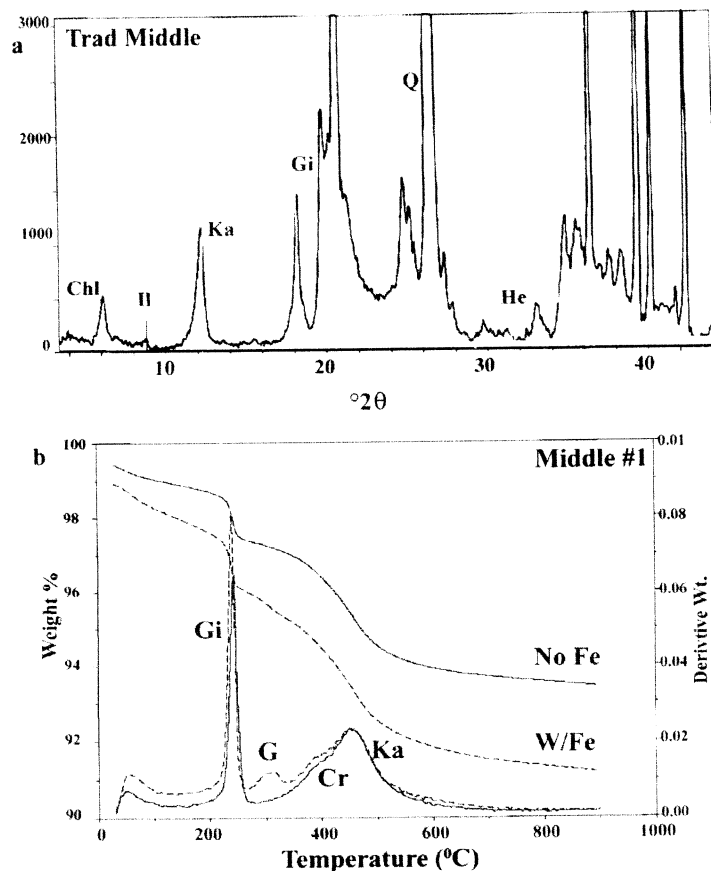 3000
a
Trad Middle
Q
2000
Gi
1000
Ka
Chl
Il
He
0
10
20
30
40
°2θ
100
b
Middle #1
0.01
98
0.08
96
0.06
Weight %
Gi
Derivtive Wt.
94
No Fe
0.04
W/Fe
92
G
Ka
0.02
Cr
90
0.00
0
200
400
600
800
1000
Temperature (⁰C)